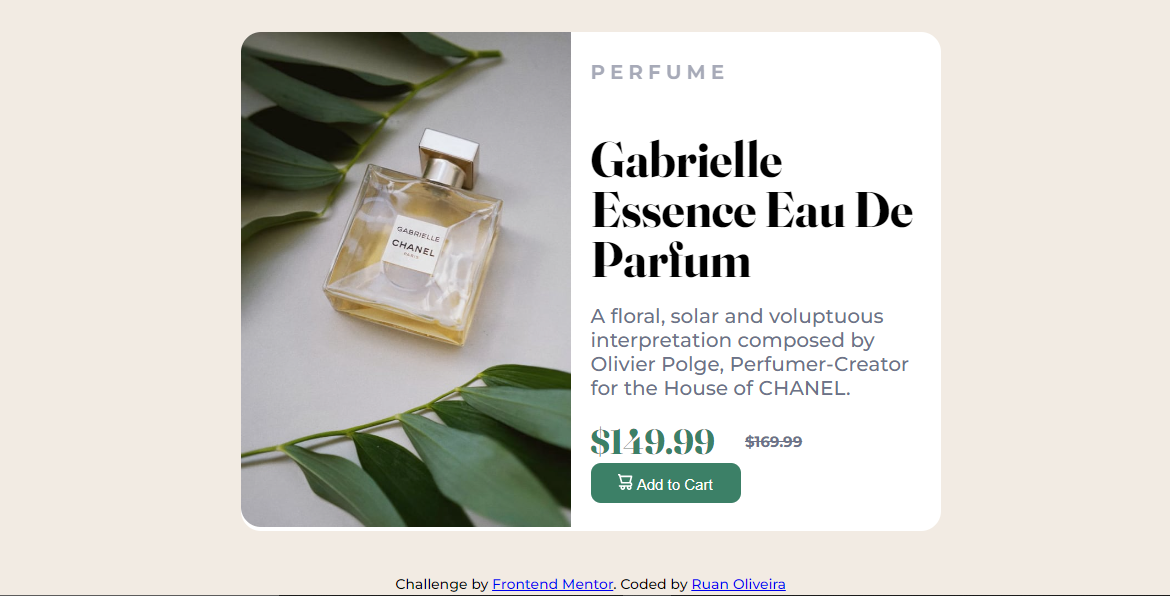 PERFUME
Gabrielle
Essence Eau De
Parfum
A floral, solar and voluptuous
interpretation composed by
Olivier Polge, Perfumer-Creator
for the House of CHANEL.
$149.99 $169.99
Add to Cart
GABRIELLE
CHANEL
PARIS
Challenge by Frontend Mentor. Coded by Ruan Oliveira